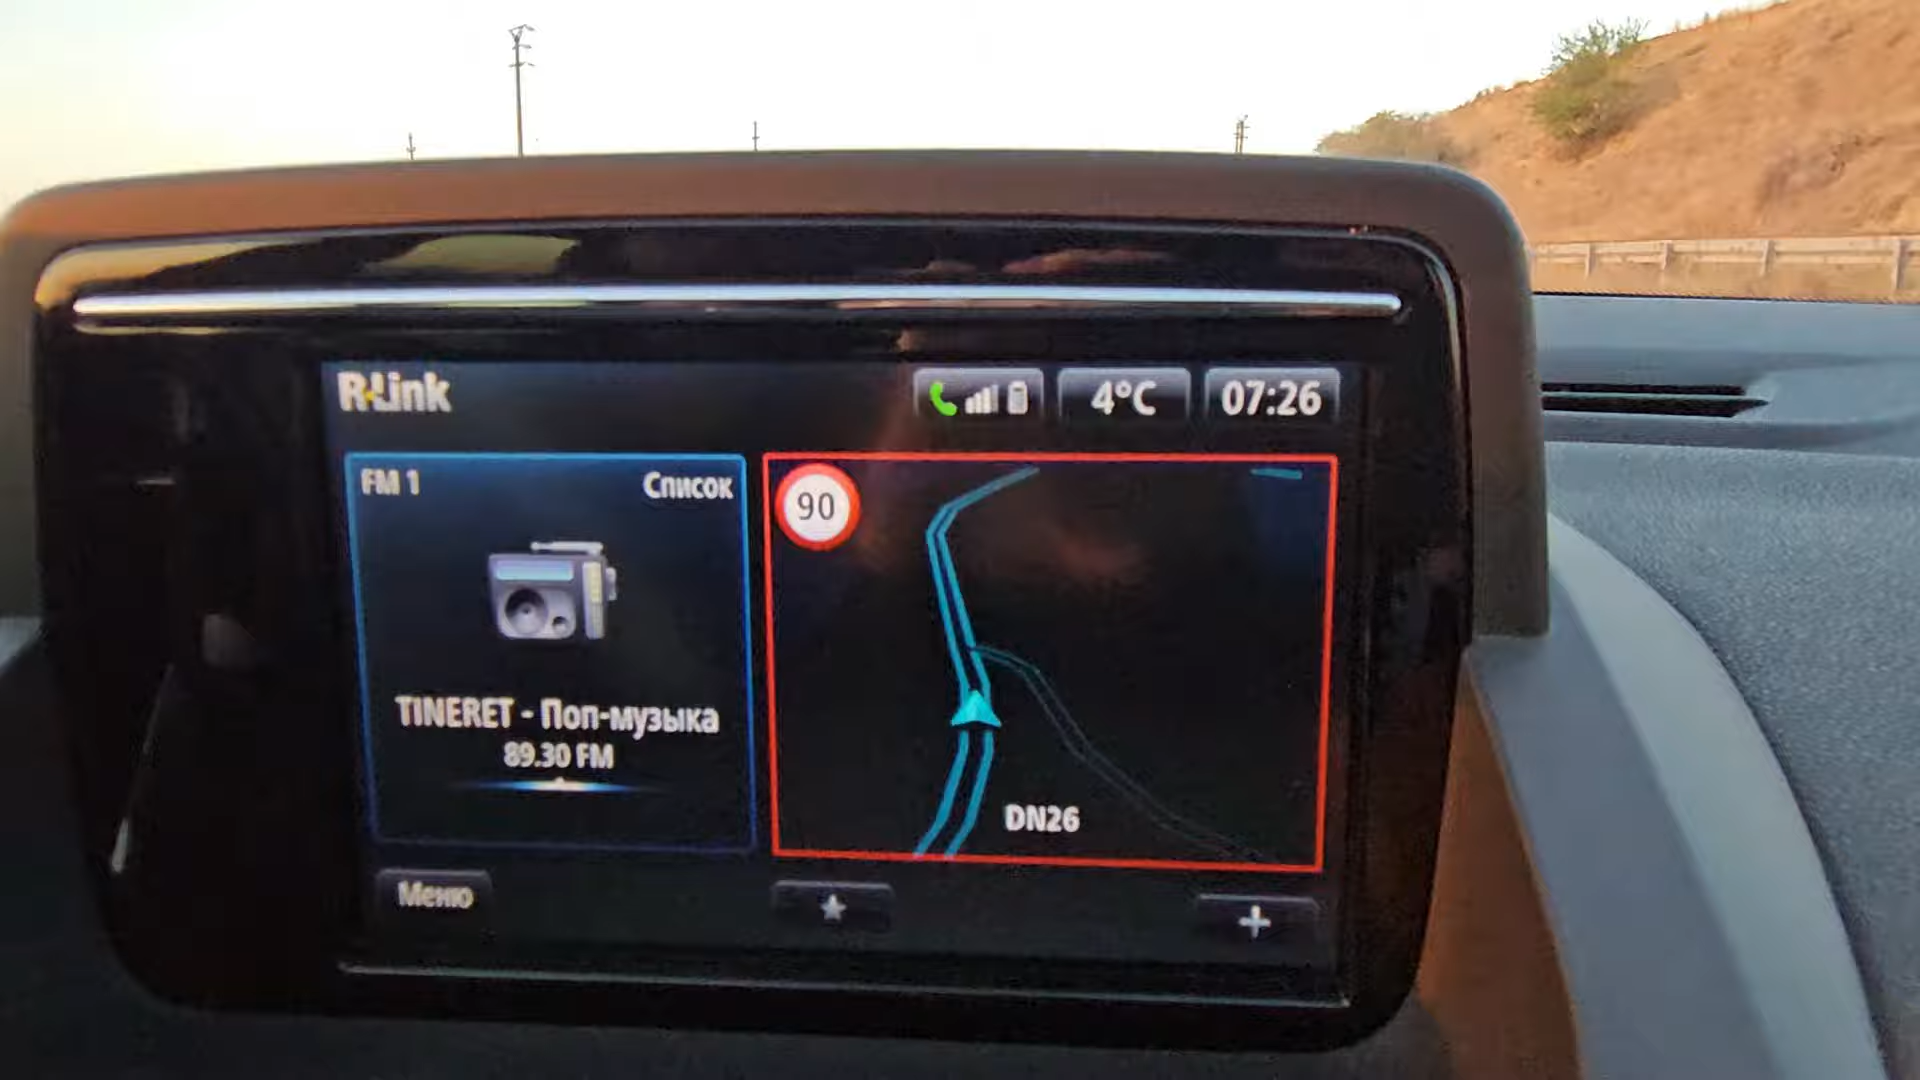 R-Link
4°C
07:26
FM 1
Список
90
TINERET - Поп-музыка
89.30 FM
DN26
Меню